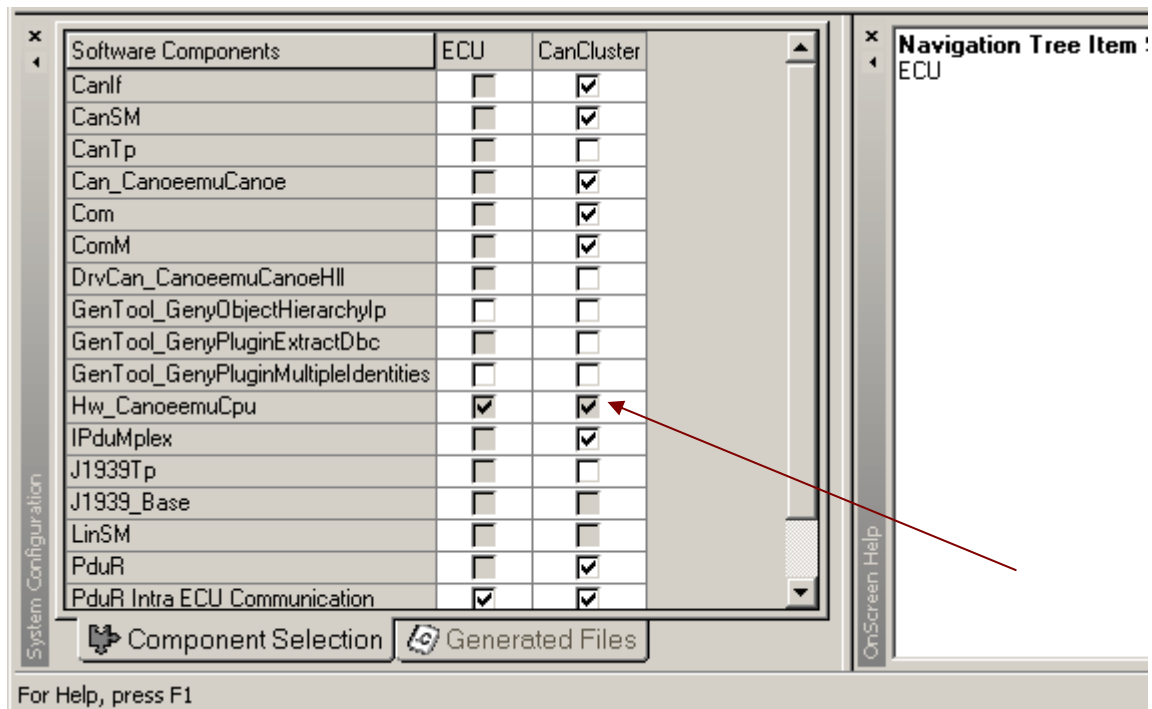 Software Components ECU CanCluster
CanIf
CanSM
CanTp
Can_CanoeemuCanoe
Com
ComM
DrvCan_CanoeemuCanoeHll
GenTool_GenyObjectHierarchyIp
GenTool_GenyPluginExtractDbc
GenTool_GenyPluginMultipleIdentities
Hw_CanoeemuCpu
IPduMplex
J1939Tp
J1939_Base
LinSM
PduR
PduR Intra ECU Communication
System Configuration
Component Selection Generated Files
Navigation Tree Item
ECU
OnScreen Help
For Help, press F1